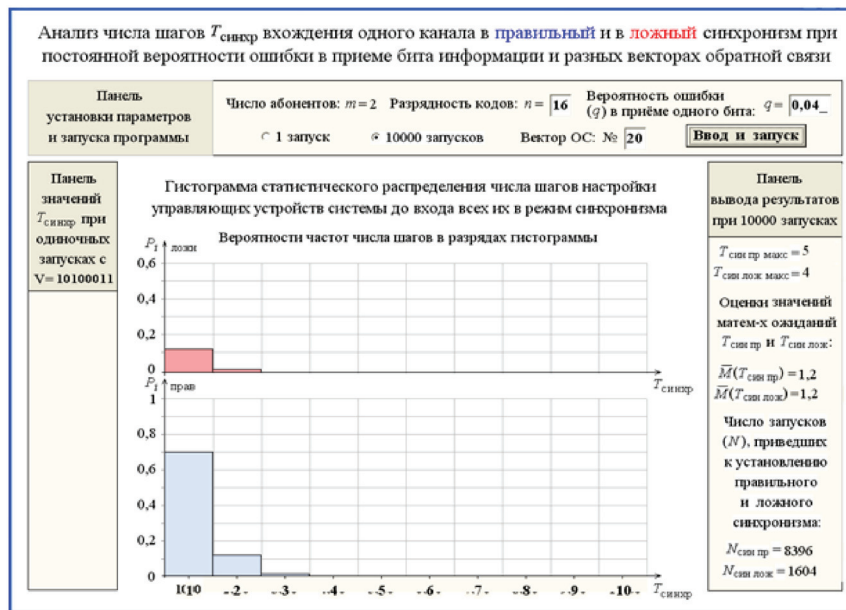 Анализ числа шагов Tсинхр вхождения одного канала в правильный и в ложный синхронизм при
постоянной вероятности ошибки в приеме бита информации и разных векторах обратной связи
Панель
установки параметров
и запуска программы
Число абонентов: m=2 Разрядность кодов: n= 16 Вероятность ошибки
(q) в приёме одного бита: q= 0,04_
1 запуск 10000 запусков Вектор ОС: № 20 Ввод и запуск
Панель
значений
Tсинхр при
одиночных
запусках с
V=10100011
Гистограмма статистического распределения числа шагов настройки
управляющих устройств системы до входа всех их в режим синхронизма
Вероятности частот числа шагов в разрядах гистограммы
P1 ложн
0,6
0,4
0,2
0
Tсинхр
P1 прав
1
0,8
0,6
0,4
0,2
0
-2- -3- -4- -5- -6- -7- -8- -9- -10- Tсинхр
Панель
вывода результатов
при 10000 запусках
Tсин пр макс =5
Tсин лож макс =4
Оценки значений
матем-х ожиданий
Tсин пр и Tсин лож:
M̅(Tсин пр) =1,2
M̅(Tсин лож) =1,2
Число запусков
(N), приведших
к установлению
правильного
и ложного
синхронизма:
Nсин пр = 8396
Nсин лож = 1604